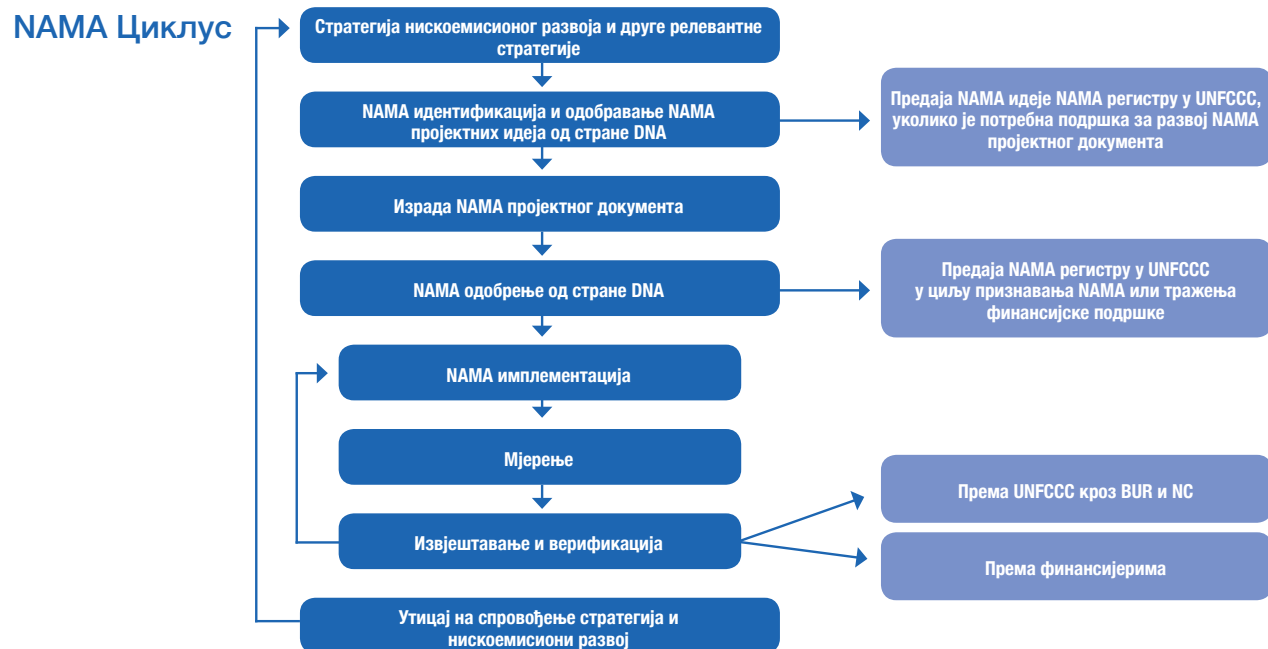 NAMA Циклус
Стратегија нискоемисионог развоја и друге релевантне
стратегије
NAMA идентификација и одобравање NAMA
пројектних идеја од стране DNA
Предаја NAMA идеје NAMA регистру у UNFCCC,
уколико је потребна подршка за развој NAMA
пројектног документа
Израда NAMA пројектног документа
NAMA одобрење од стране DNA
Предаја NAMA регистру у UNFCCC
у циљу признавања NAMA или тражења
финансијске подршке
NAMA имплементација
Мјерење
Извјештавање и верификација
Према UNFCCC кроз BUR и NC
Према финансијерима
Утицај на спровођење стратегија и
нискоемисиони развој